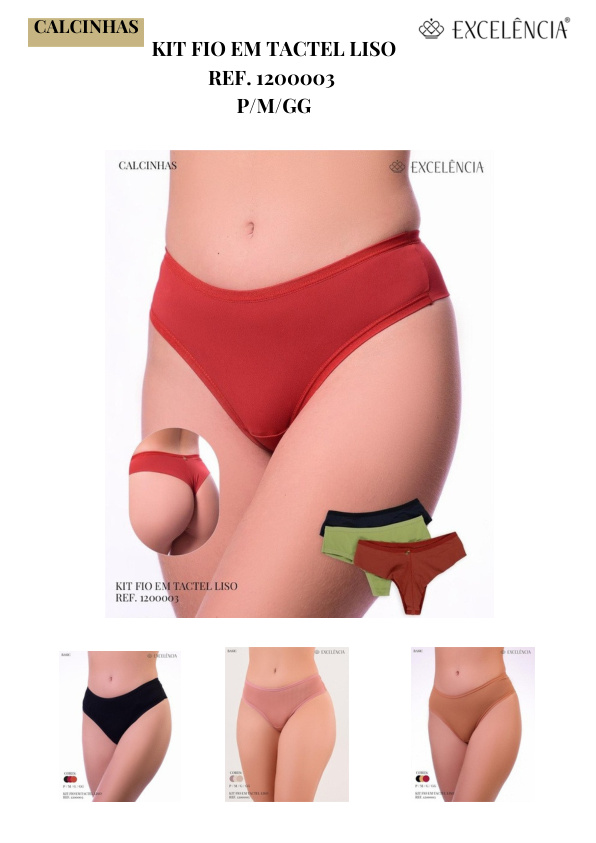 CALCINHAS
EXCELÊNCIA®
KIT FIO EM TACTEL LISO
REF. 1200003
P/M/GG
CALCINHAS
EXCELÊNCIA
KIT FIO EM TACTEL LISO
REF. 1200003
EXCELÊNCIA
EXCELÊNCIA
EXCELÊNCIA